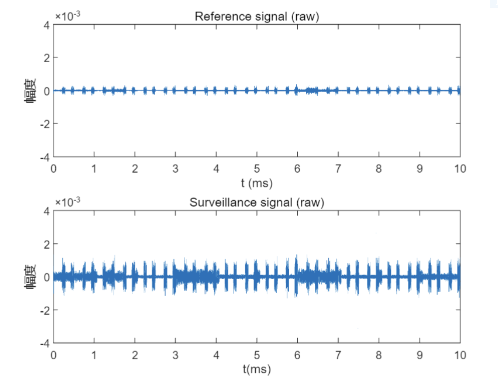 Reference signal (raw)
×10⁻³
4
2
0
-2
-4
幅度
0 1 2 3 4 5 6 7 8 9 10
t (ms)
Surveillance signal (raw)
×10⁻³
4
2
0
-2
-4
幅度
0 1 2 3 4 5 6 7 8 9 10
t(ms)